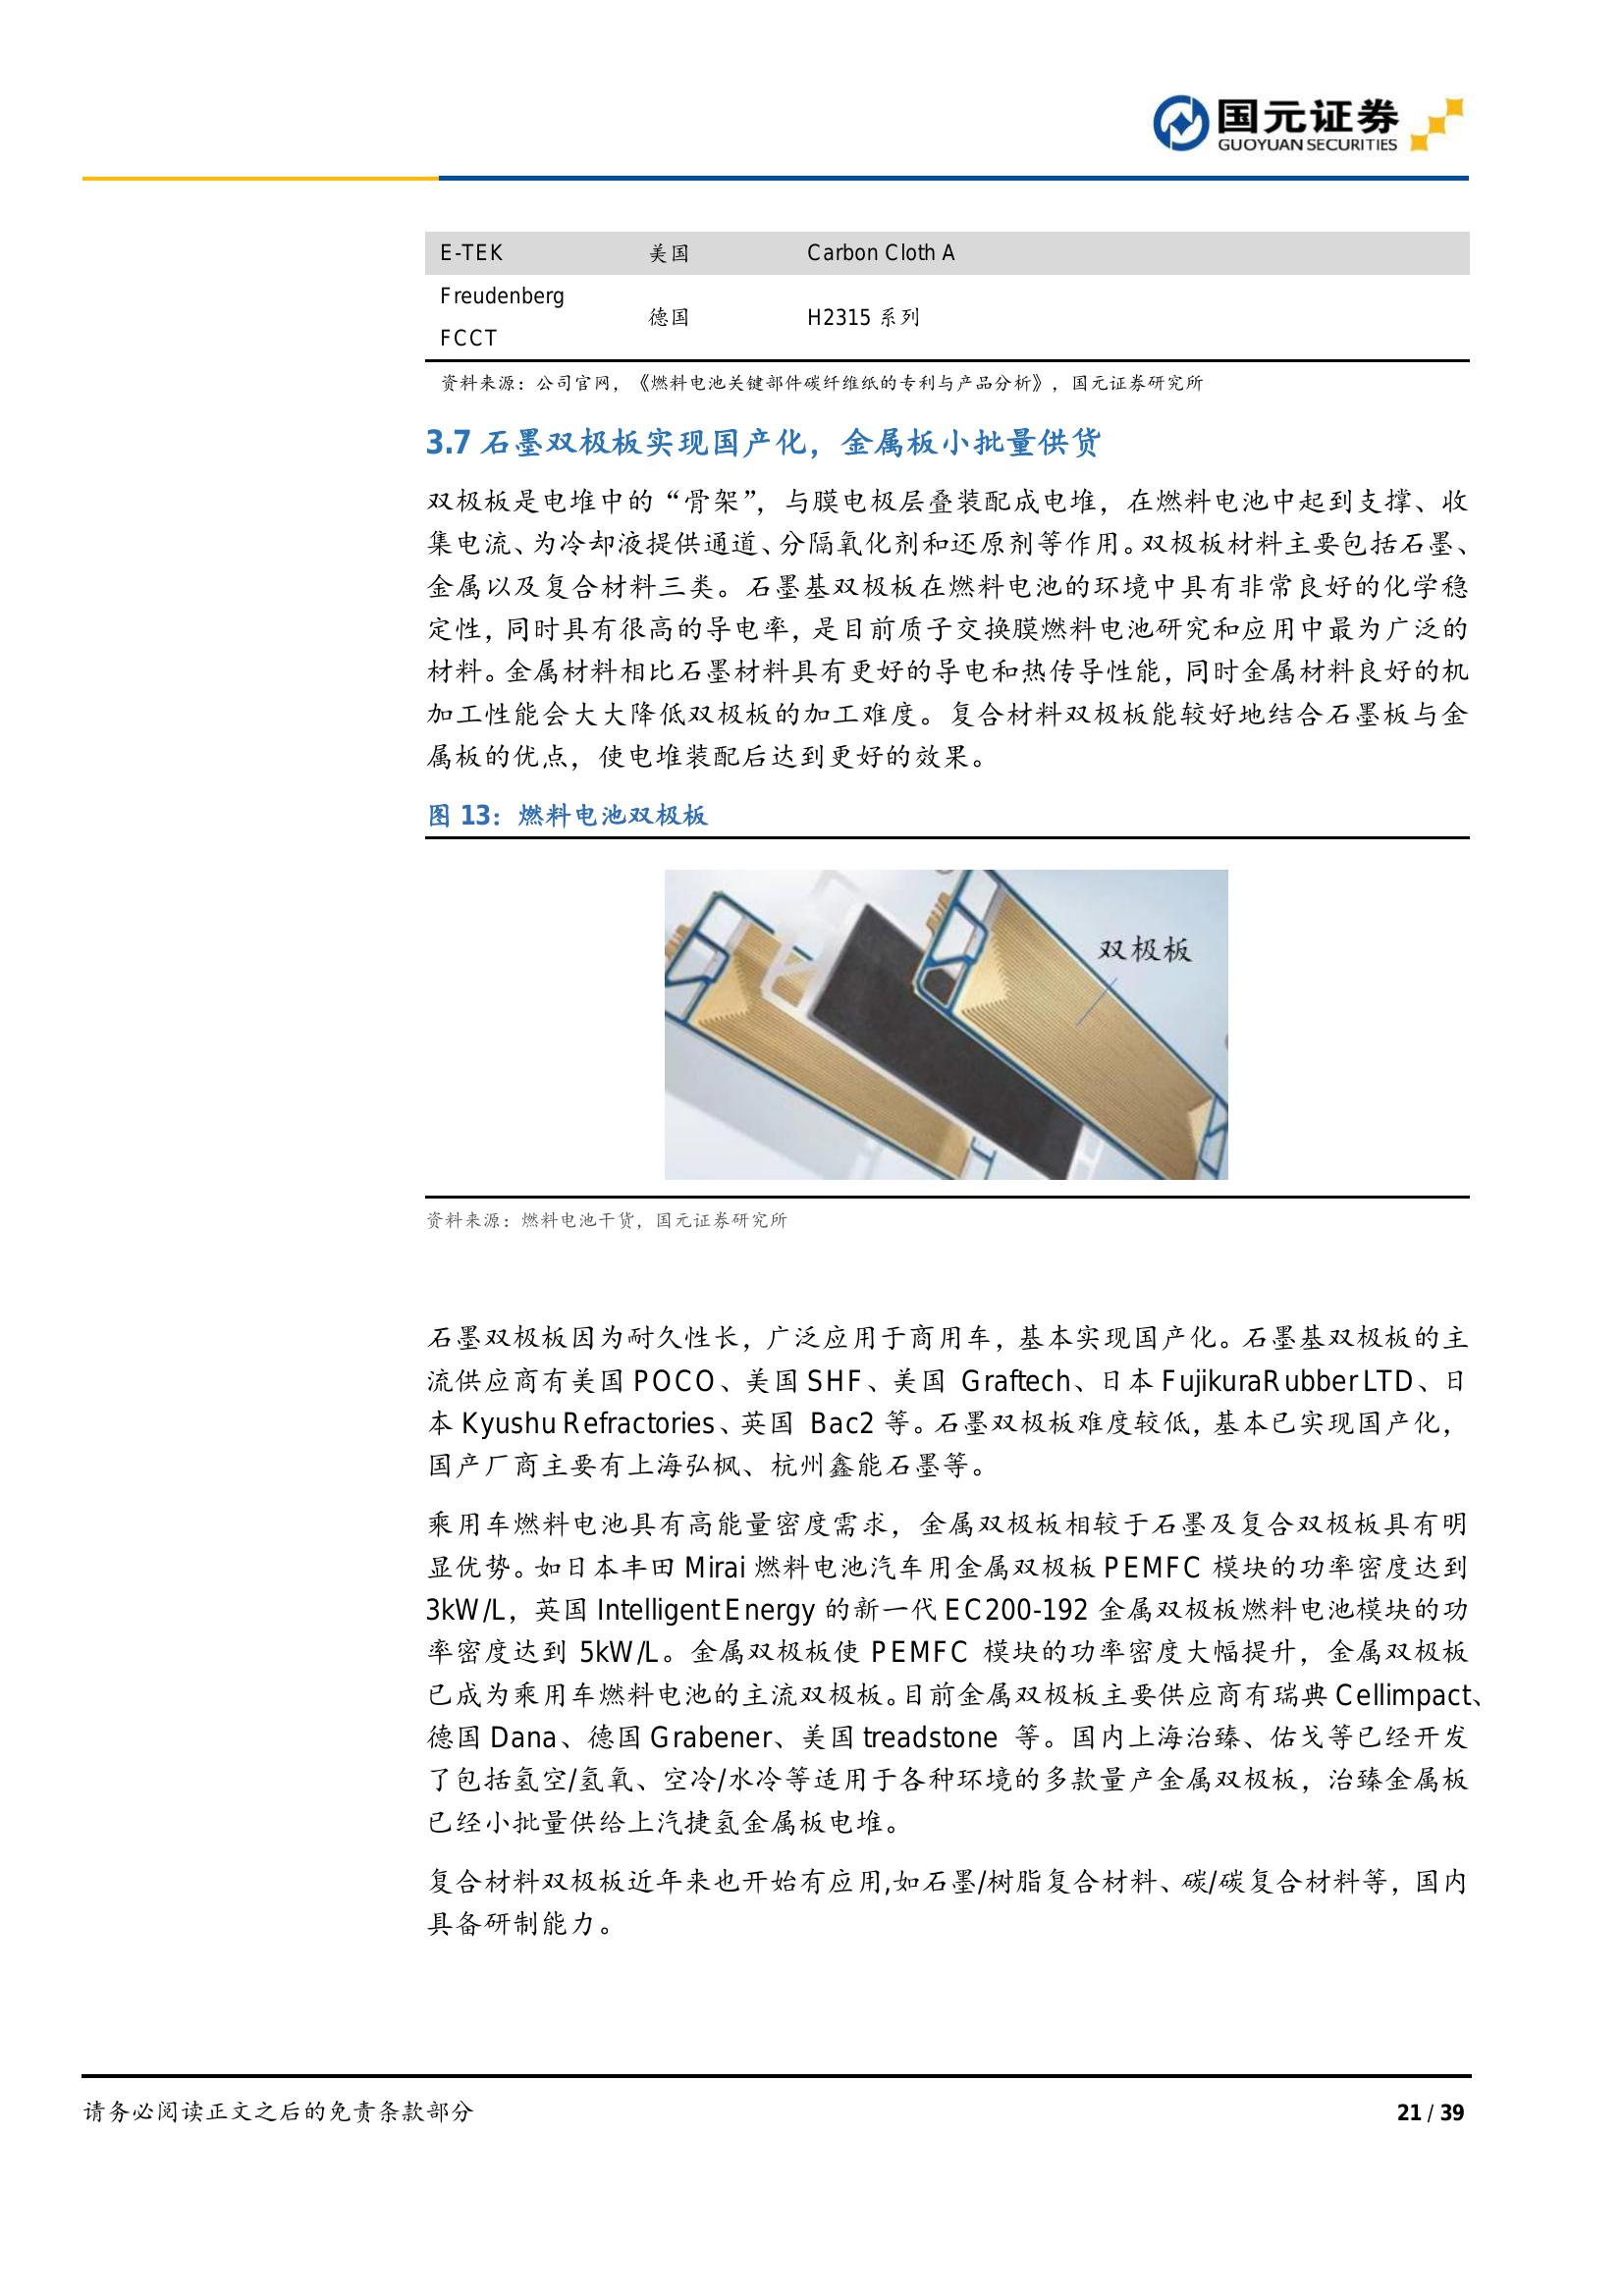 国元证券
GUOYUAN SECURITIES
E-TEK 美国 Carbon Cloth A
Freudenberg
FCCT 德国 H2315 系列
资料来源：公司官网，《燃料电池关键部件碳纤维纸的专利与产品分析》，国元证券研究所
3.7 石墨双极板实现国产化，金属板小批量供货
双极板是电堆中的“骨架”，与膜电极层叠装配成电堆，在燃料电池中起到支撑、收
集电流、为冷却液提供通道、分隔氧化剂和还原剂等作用。双极板材料主要包括石墨、
金属以及复合材料三类。石墨基双极板在燃料电池的环境中具有非常良好的化学稳
定性，同时具有很高的导电率，是目前质子交换膜燃料电池研究和应用中最为广泛的
材料。金属材料相比石墨材料具有更好的导电和热传导性能，同时金属材料良好的机
加工性能会大大降低双极板的加工难度。复合材料双极板能较好地结合石墨板与金
属板的优点，使电堆装配后达到更好的效果。
图 13：燃料电池双极板
双极板
资料来源：燃料电池干货，国元证券研究所
石墨双极板因为耐久性长，广泛应用于商用车，基本实现国产化。石墨基双极板的主
流供应商有美国 POCO、美国 SHF、美国 Graftech、日本 FujikuraRubber LTD、日
本 Kyushu Refractories、英国 Bac2 等。石墨双极板难度较低，基本已实现国产化，
国产厂商主要有上海弘枫、杭州鑫能石墨等。
乘用车燃料电池具有高能量密度需求，金属双极板相较于石墨及复合双极板具有明
显优势。如日本丰田 Mirai 燃料电池汽车用金属双极板 PEMFC 模块的功率密度达到
3kW/L，英国 Intelligent Energy 的新一代 EC200-192 金属双极板燃料电池模块的功
率密度达到 5kW/L。金属双极板使 PEMFC 模块的功率密度大幅提升，金属双极板
已成为乘用车燃料电池的主流双极板。目前金属双极板主要供应商有瑞典 Cellimpact、
德国 Dana、德国 Grabener、美国 treadstone 等。国内上海治臻、佑戈等已经开发
了包括氢空/氢氧、空冷/水冷等适用于各种环境的多款量产金属双极板，治臻金属板
已经小批量供给上汽捷氢金属板电堆。
复合材料双极板近年来也开始有应用,如石墨/树脂复合材料、碳/碳复合材料等，国内
具备研制能力。
请务必阅读正文之后的免责条款部分 21 / 39